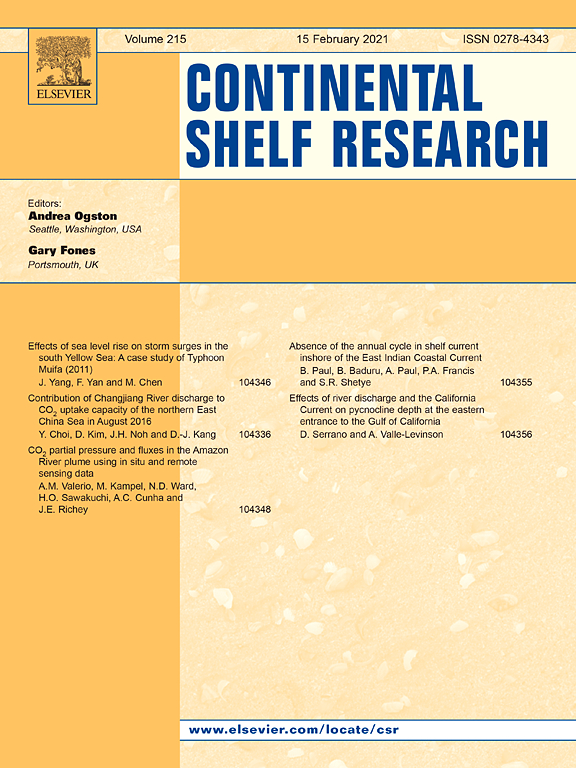 Volume 215 15 February 2021 ISSN 0278-4343
ELSEVIER
CONTINENTAL
SHELF RESEARCH
Editors:
Andrea Ogston
Seattle, Washington, USA
Gary Fones
Portsmouth, UK
Effects of sea level rise on storm surges in the
south Yellow Sea: A case study of Typhoon
Muifa (2011)
J. Yang, F. Yan and M. Chen 104346
Contribution of Changjiang River discharge to
CO2 uptake capacity of the northern East
China Sea in August 2016
Y. Choi, D. Kim, J.H. Noh and D.-J. Kang 104336
CO2 partial pressure and fluxes in the Amazon
River plume using in situ and remote
sensing data
A.M. Valerio, M. Kampel, N.D. Ward,
H.O. Sawakuchi, A.C. Cunha and
J.E. Richey 104348
Absence of the annual cycle in shelf current
inshore of the East Indian Coastal Current
B. Paul, B. Baduru, A. Paul, P.A. Francis
and S.R. Shetye 104355
Effects of river discharge and the California
Current on pycnocline depth at the eastern
entrance to the Gulf of California
D. Serrano and A. Valle-Levinson 104356
www.elsevier.com/locate/csr